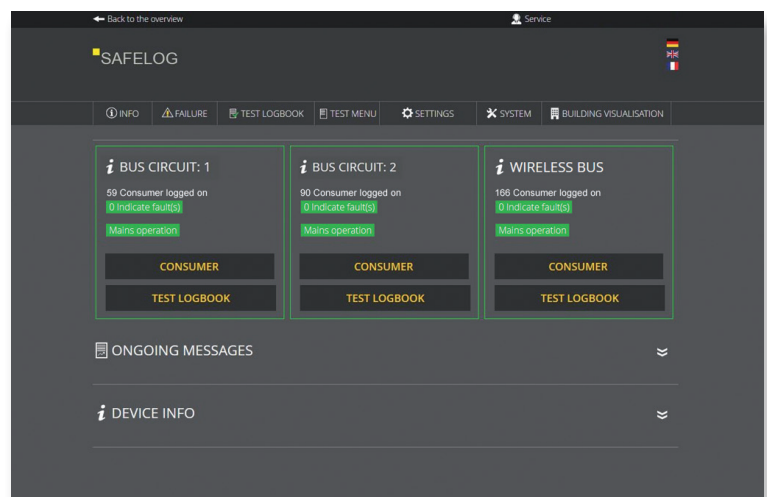 Back to the overview
Service
SAFELOG
INFO
FAILURE
TEST LOGBOOK
TEST MENU
SETTINGS
SYSTEM
BUILDING VISUALISATION
BUS CIRCUIT: 1
59 Consumer logged on
0 Indicate fault(s)
Mains operation
CONSUMER
TEST LOGBOOK
BUS CIRCUIT: 2
90 Consumer logged on
0 Indicate fault(s)
Mains operation
CONSUMER
TEST LOGBOOK
WIRELESS BUS
166 Consumer logged on
0 Indicate fault(s)
Mains operation
CONSUMER
TEST LOGBOOK
ONGOING MESSAGES
DEVICE INFO